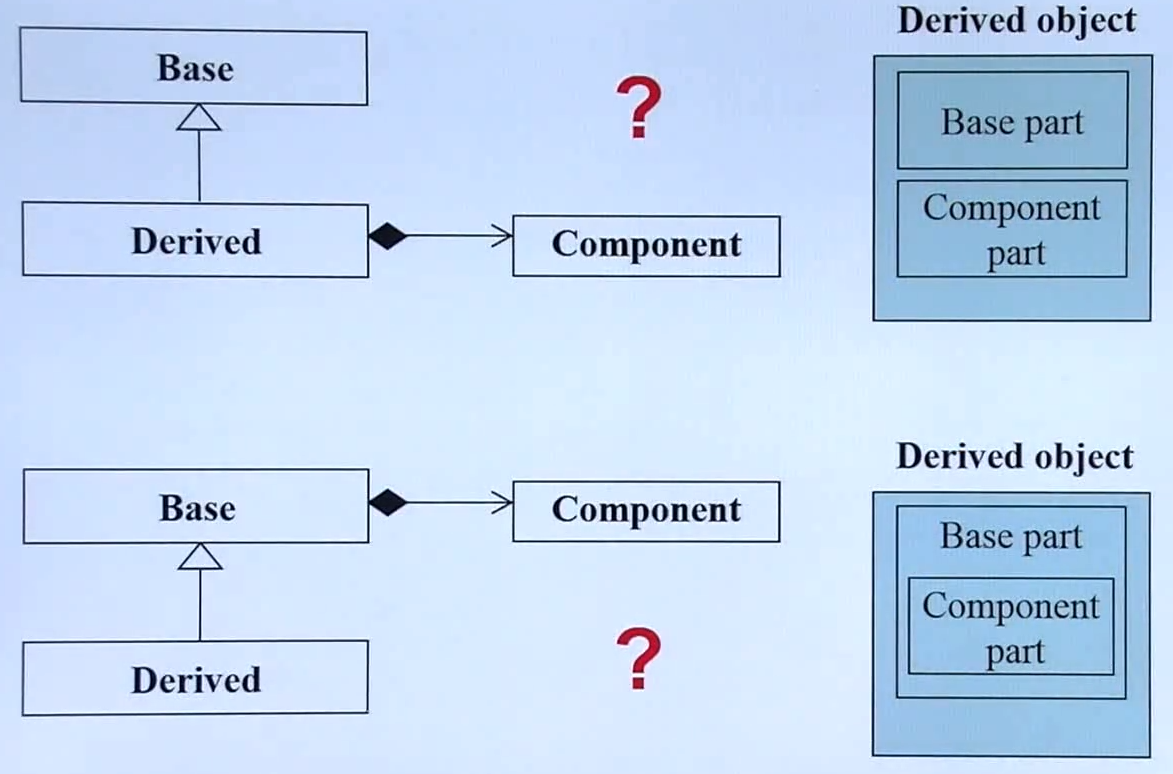 Derived object
Base
?
Base part
Derived
Component
Component
part
Derived object
Base
Component
Base part
Component
part
Derived
?